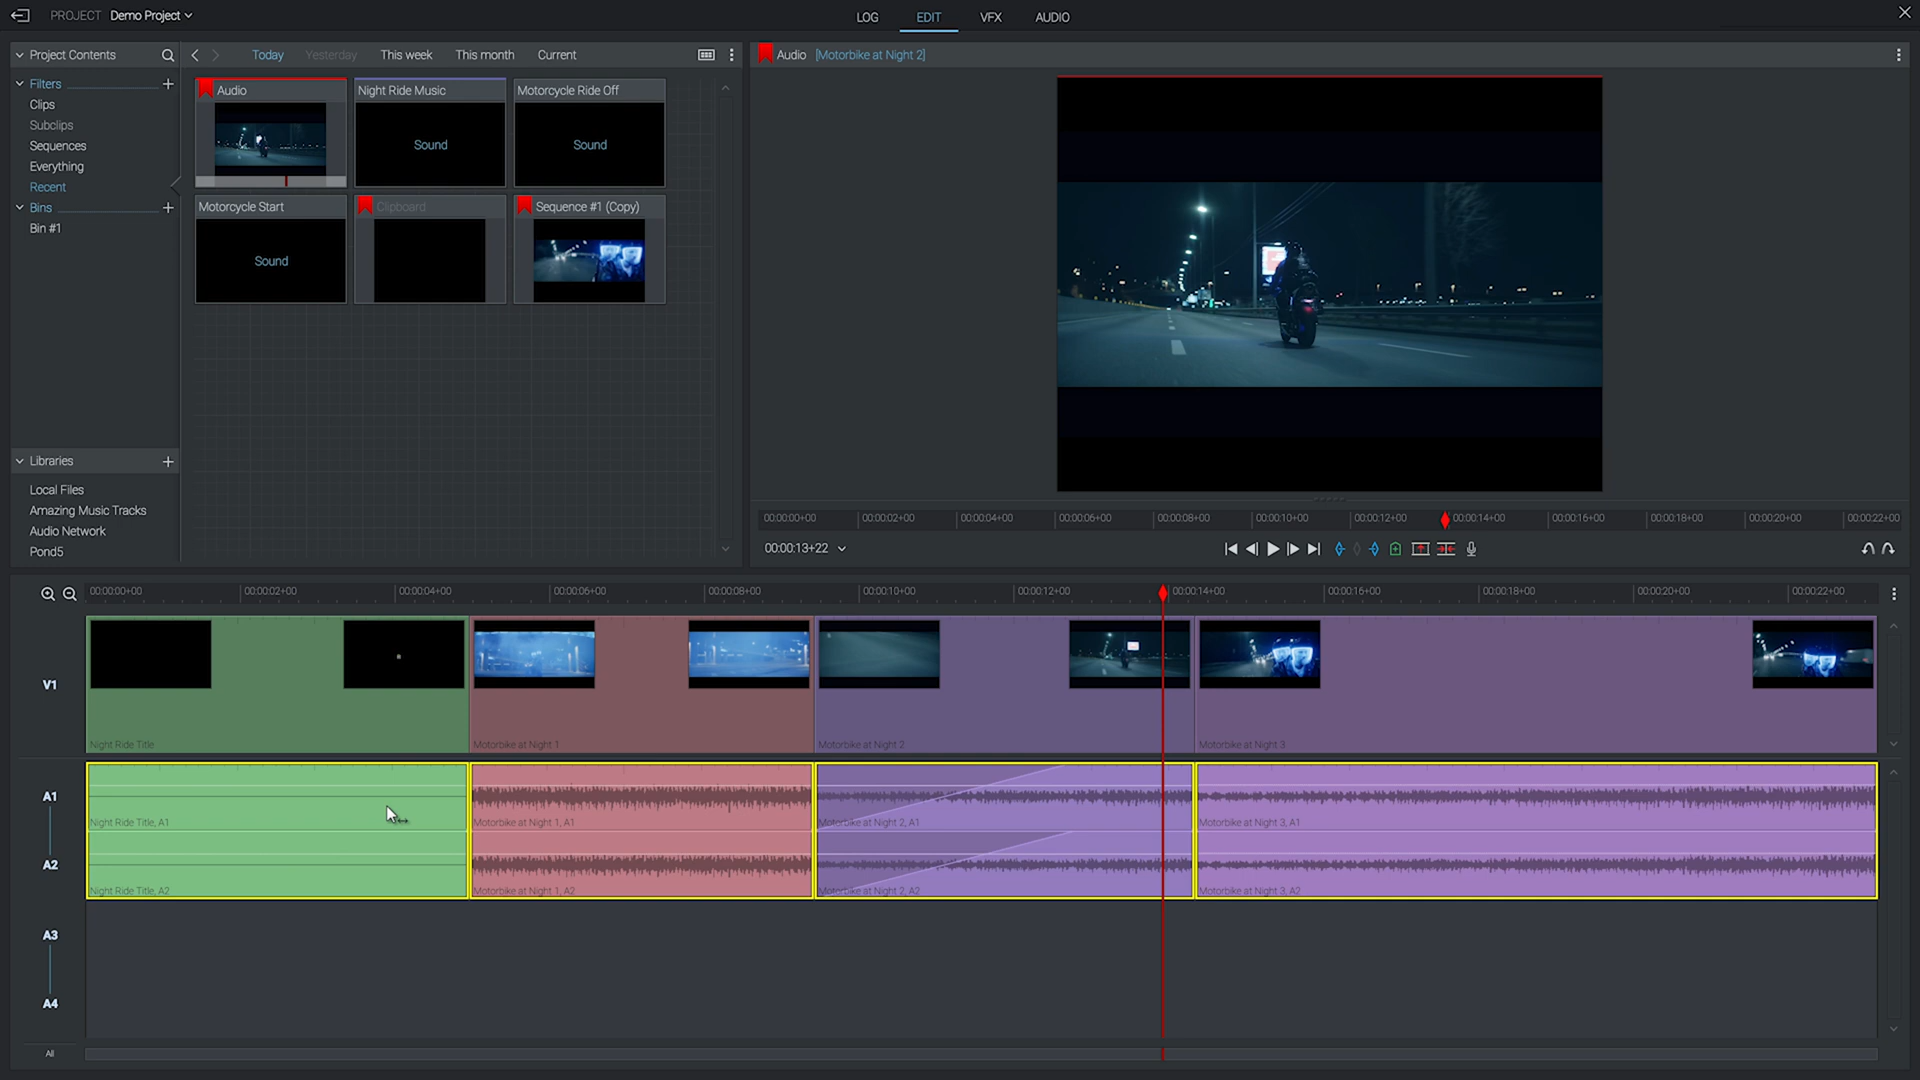 PROJECT Demo Project
LOG EDIT VFX AUDIO
Project Contents
Today Yesterday This week This month Current
Audio [Motorbike at Night 2]
Filters
Clips
Subclips
Sequences
Everything
Recent
Bins
Bin #1
Audio
Night Ride Music
Sound
Motorcycle Ride Off
Sound
Motorcycle Start
Sound
Clipboard
Sequence #1 (Copy)
Libraries
Local Files
Amazing Music Tracks
Audio Network
Pond5
00:00:00+00 00:00:02+00 00:00:04+00 00:00:06+00 00:00:08+00 00:00:10+00 00:00:12+00 00:00:14+00 00:00:16+00 00:00:18+00 00:00:20+00 00:00:22+00
00:00:13+22
00:00:00+00 00:00:02+00 00:00:04+00 00:00:06+00 00:00:08+00 00:00:10+00 00:00:12+00 00:00:14+00 00:00:16+00 00:00:18+00 00:00:20+00 00:00:22+00
V1
Night Ride Title Motorbike at Night 1 Motorbike at Night 2 Motorbike at Night 3
A1
Night Ride Title, A1 Motorbike at Night 1, A1 Motorbike at Night 2, A1 Motorbike at Night 3, A1
A2
Night Ride Title, A2 Motorbike at Night 1, A2 Motorbike at Night 2, A2 Motorbike at Night 3, A2
A3
A4
All